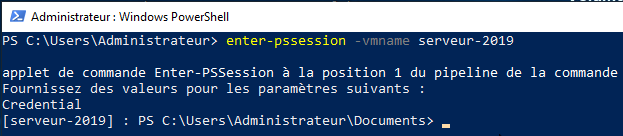 Administrateur : Windows PowerShell
PS C:\Users\Administrateur> enter-pssession -vmname serveur-2019
applet de commande Enter-PSSession à la position 1 du pipeline de la commande
Fournissez des valeurs pour les paramètres suivants :
Credential
[serveur-2019] : PS C:\Users\Administrateur\Documents> _